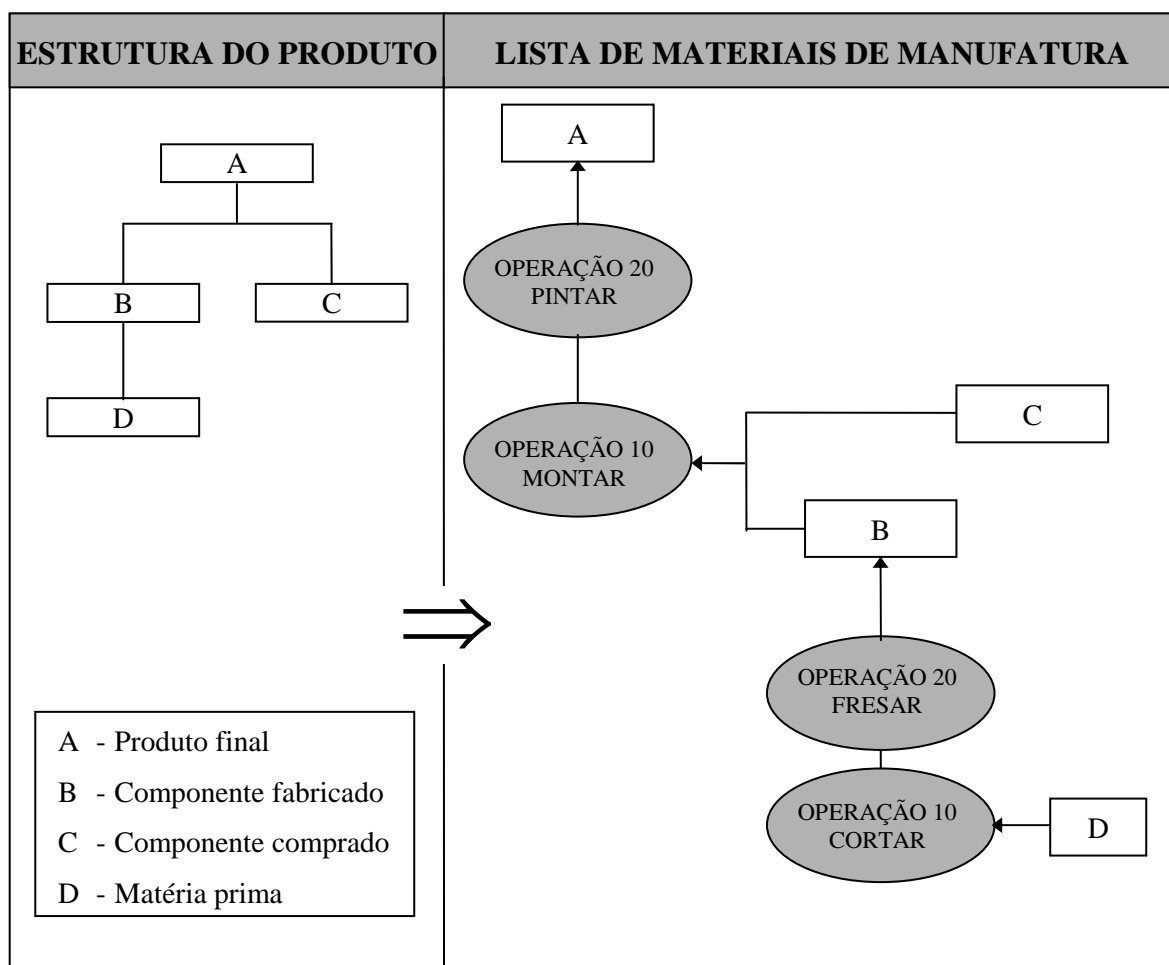 ESTRUTURA DO PRODUTO
LISTA DE MATERIAIS DE MANUFATURA
A
B
C
D
A - Produto final
B - Componente fabricado
C - Componente comprado
D - Matéria prima
A
OPERAÇÃO 20
PINTAR
OPERAÇÃO 10
MONTAR
C
B
OPERAÇÃO 20
FRESAR
OPERAÇÃO 10
CORTAR
D